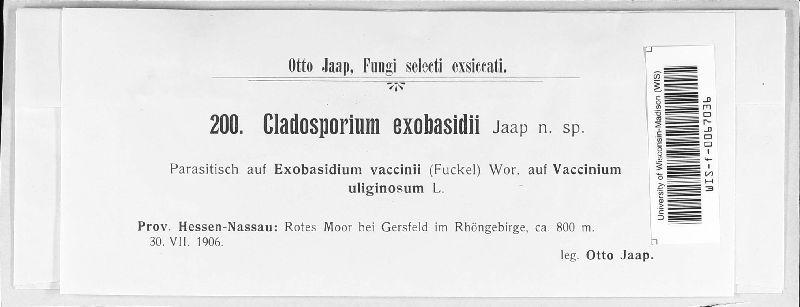 Otto Jaap, Fungi selecti exsiccati.
200. Cladosporium exobasidii Jaap n. sp.
Parasitisch auf Exobasidium vaccinii (Fuckel) Wor. auf Vaccinium
uliginosum L.
Prov. Hessen-Nassau: Rotes Moor bei Gersfeld im Rhöngebirge, ca. 800 m.
30. VII. 1906.
leg. Otto Jaap.
University of Wisconsin-Madison (WIS)
WIS-f-0067036